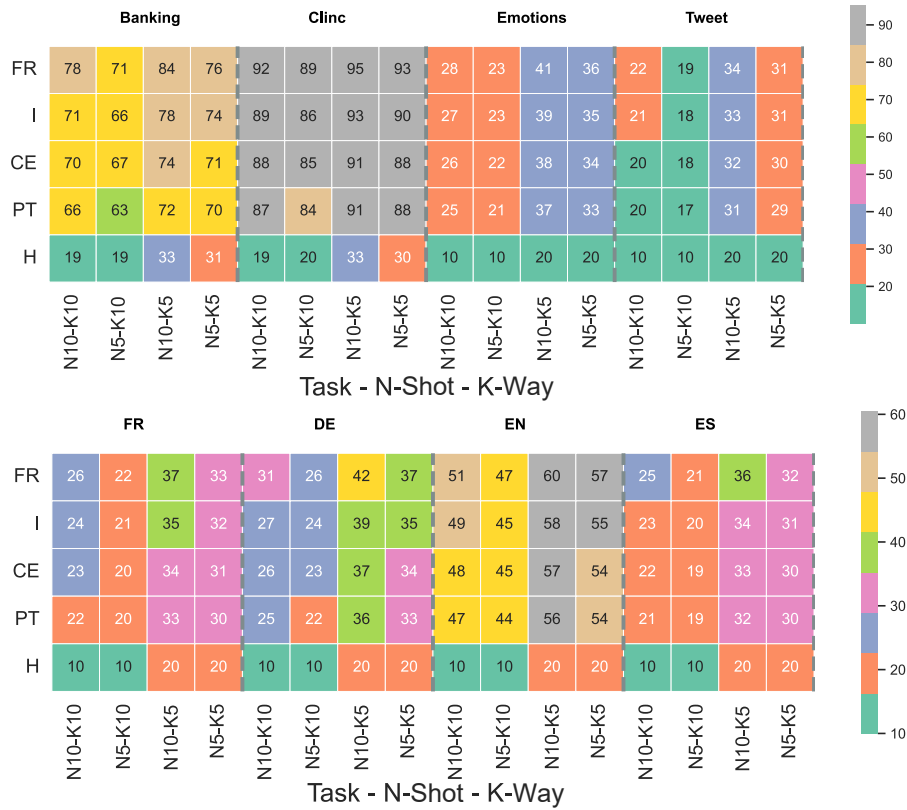 Banking Clinc Emotions Tweet
FR 78 71 84 76 92 89 95 93 28 23 41 36 22 19 34 31
I 71 66 78 74 89 86 93 90 27 23 39 35 21 18 33 31
CE 70 67 74 71 88 85 91 88 26 22 38 34 20 18 32 30
PT 66 63 72 70 87 84 91 88 25 21 37 33 20 17 31 29
H 19 19 33 31 19 20 33 30 10 10 20 20 10 10 20 20
N10-K10 N5-K10 N10-K5 N5-K5 N10-K10 N5-K10 N10-K5 N5-K5 N10-K10 N5-K10 N10-K5 N5-K5 N10-K10 N5-K10 N10-K5 N5-K5
Task - N-Shot - K-Way
90
80
70
60
50
40
30
20
FR DE EN ES
FR 26 22 37 33 31 26 42 37 51 47 60 57 25 21 36 32
I 24 21 35 32 27 24 39 35 49 45 58 55 23 20 34 31
CE 23 20 34 31 26 23 37 34 48 45 57 54 22 19 33 30
PT 22 20 33 30 25 22 36 33 47 44 56 54 21 19 32 30
H 10 10 20 20 10 10 20 20 10 10 20 20 10 10 20 20
N10-K10 N5-K10 N10-K5 N5-K5 N10-K10 N5-K10 N10-K5 N5-K5 N10-K10 N5-K10 N10-K5 N5-K5 N10-K10 N5-K10 N10-K5 N5-K5
Task - N-Shot - K-Way
60
50
40
30
20
10